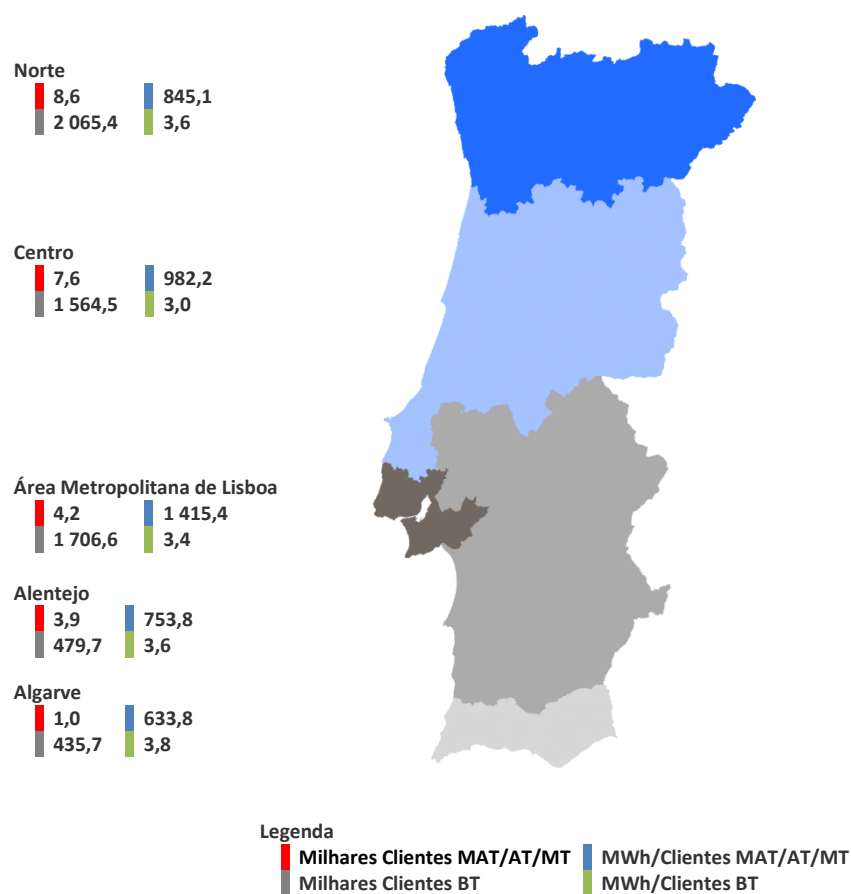 Norte
8,6 845,1
2 065,4 3,6
Centro
7,6 982,2
1 564,5 3,0
Área Metropolitana de Lisboa
4,2 1 415,4
1 706,6 3,4
Alentejo
3,9 753,8
479,7 3,6
Algarve
1,0 633,8
435,7 3,8
Legenda
Milhares Clientes MAT/AT/MT MWh/Clientes MAT/AT/MT
Milhares Clientes BT MWh/Clientes BT